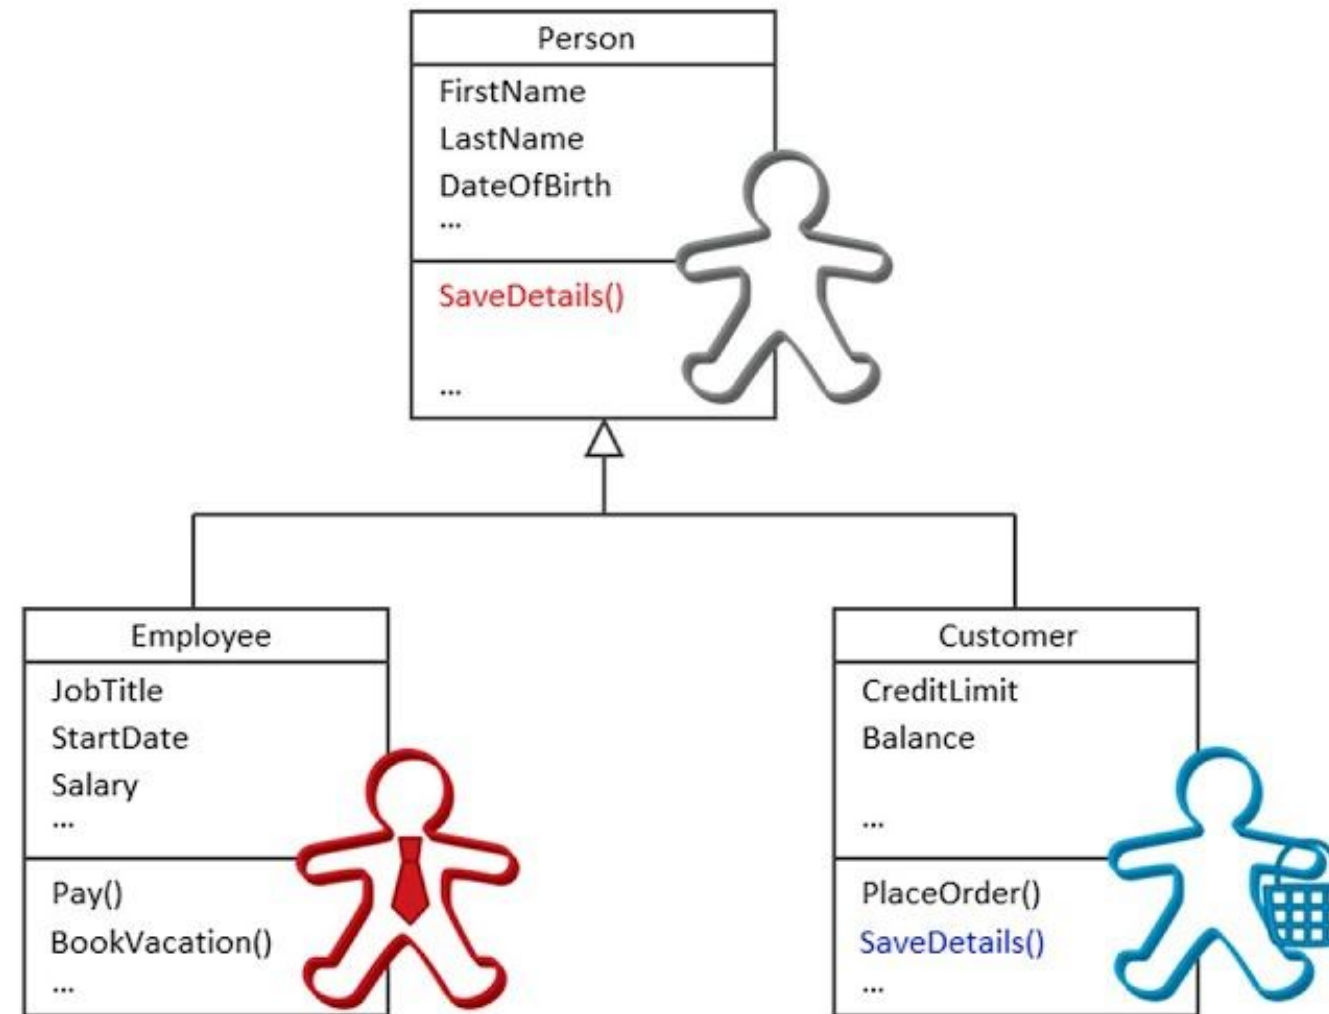 Person
FirstName
LastName
DateOfBirth
...
SaveDetails()
...
Employee
JobTitle
StartDate
Salary
...
Pay()
BookVacation()
...
Customer
CreditLimit
Balance
...
PlaceOrder()
SaveDetails()
...